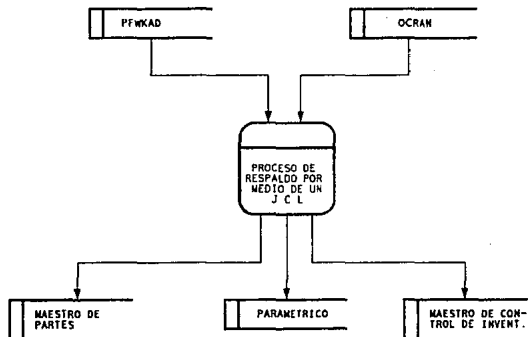 PFWKAD
OCRAN
PROCESO DE
RESPALDO POR
MEDIO DE UN
J C L
MAESTRO DE
PARTES
PARAMETRICO
MAESTRO DE CON-
TROL DE INVENT.